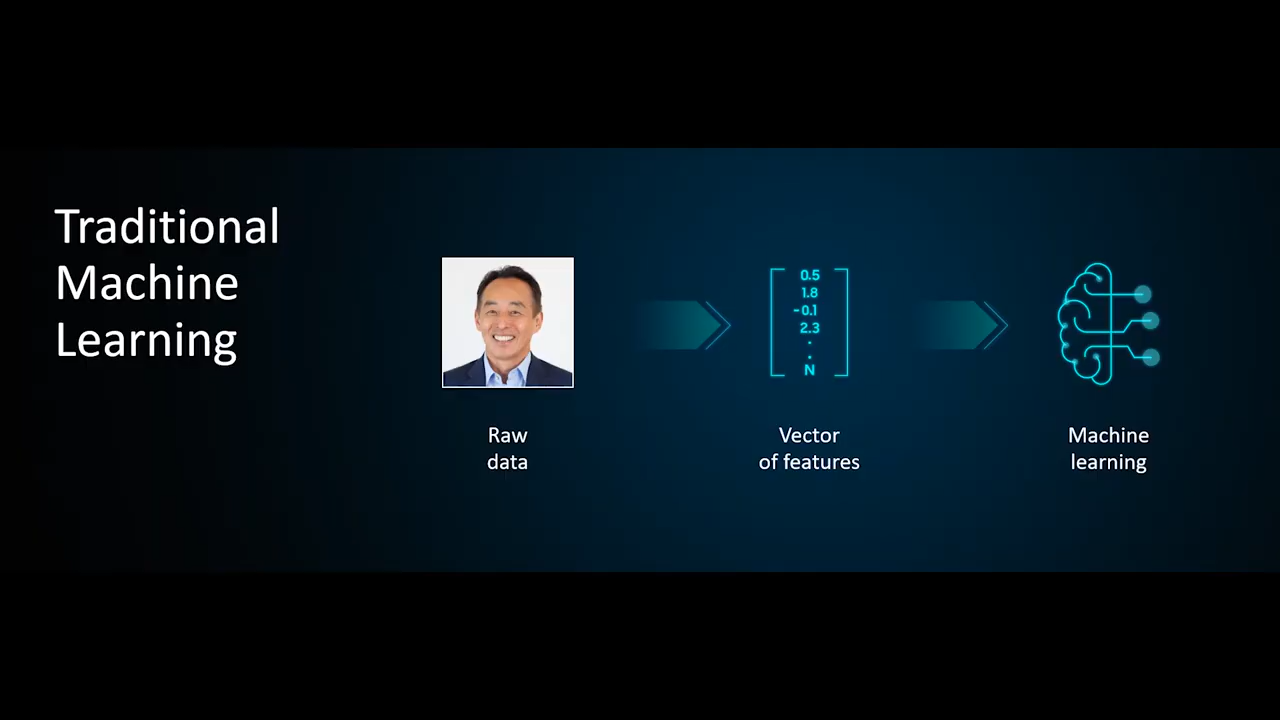 Traditional
Machine
Learning
Raw
data
0.5
1.8
-0.1
2.3
.
.
N
Vector
of features
Machine
learning